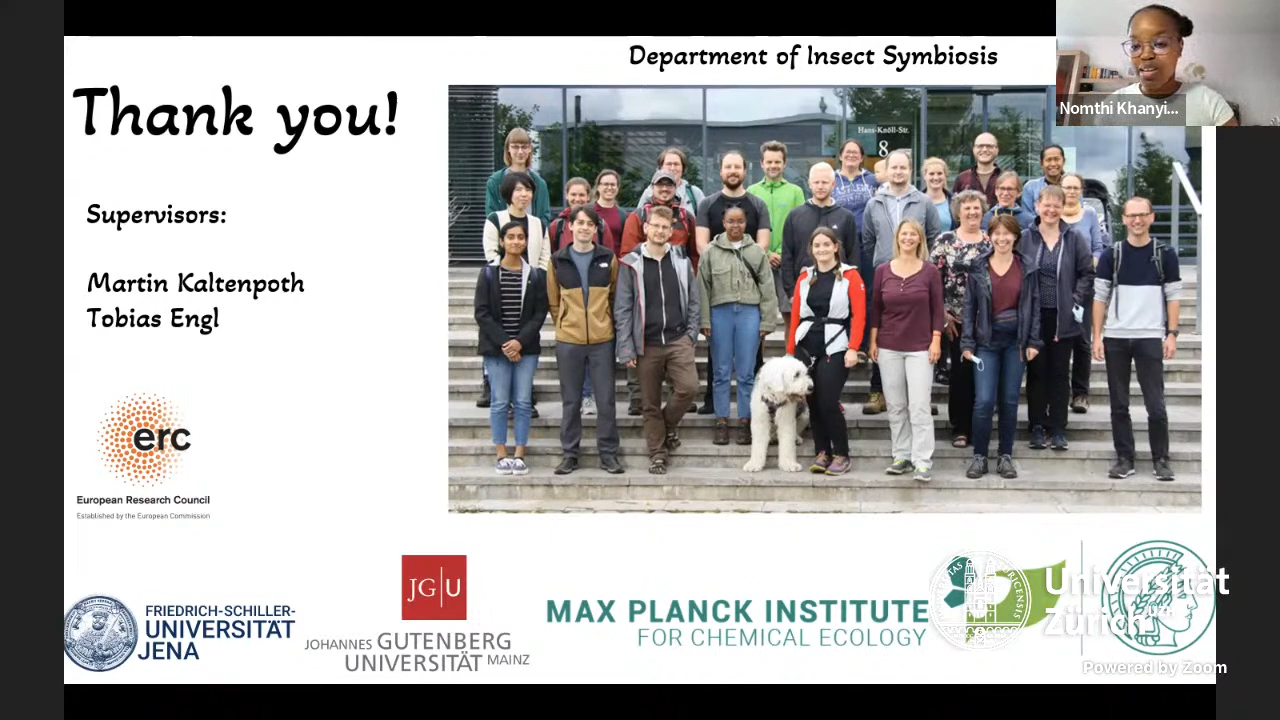 Department of Insect Symbiosis
Thank you!
Nomthi Khanyi...
Hans-Knöll-Str.
8
Supervisors:
Martin Kaltenpoth
Tobias Engl
erc
European Research Council
Established by the European Commission
FRIEDRICH-SCHILLER-
UNIVERSITÄT
JENA
JG|U
JOHANNES GUTENBERG
UNIVERSITÄT MAINZ
MAX PLANCK INSTITUTE
FOR CHEMICAL ECOLOGY
Universität
Zürich
Powered by Zoom